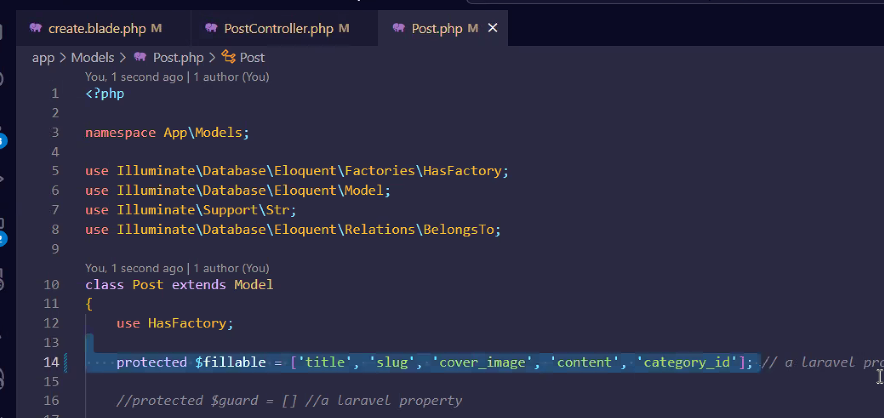 create.blade.php M PostController.php M Post.php M ×
app > Models > Post.php > Post
You, 1 second ago | 1 author (You)
1 <?php
2
3 namespace App\Models;
4
5 use Illuminate\Database\Eloquent\Factories\HasFactory;
6 use Illuminate\Database\Eloquent\Model;
7 use Illuminate\Support\Str;
8 use Illuminate\Database\Eloquent\Relations\BelongsTo;
9
You, 1 second ago | 1 author (You)
10 class Post extends Model
11 {
12 use HasFactory;
13
14 protected $fillable = ['title', 'slug', 'cover_image', 'content', 'category_id']; // a laravel pro
15
16 //protected $guard = [] //a laravel property
17